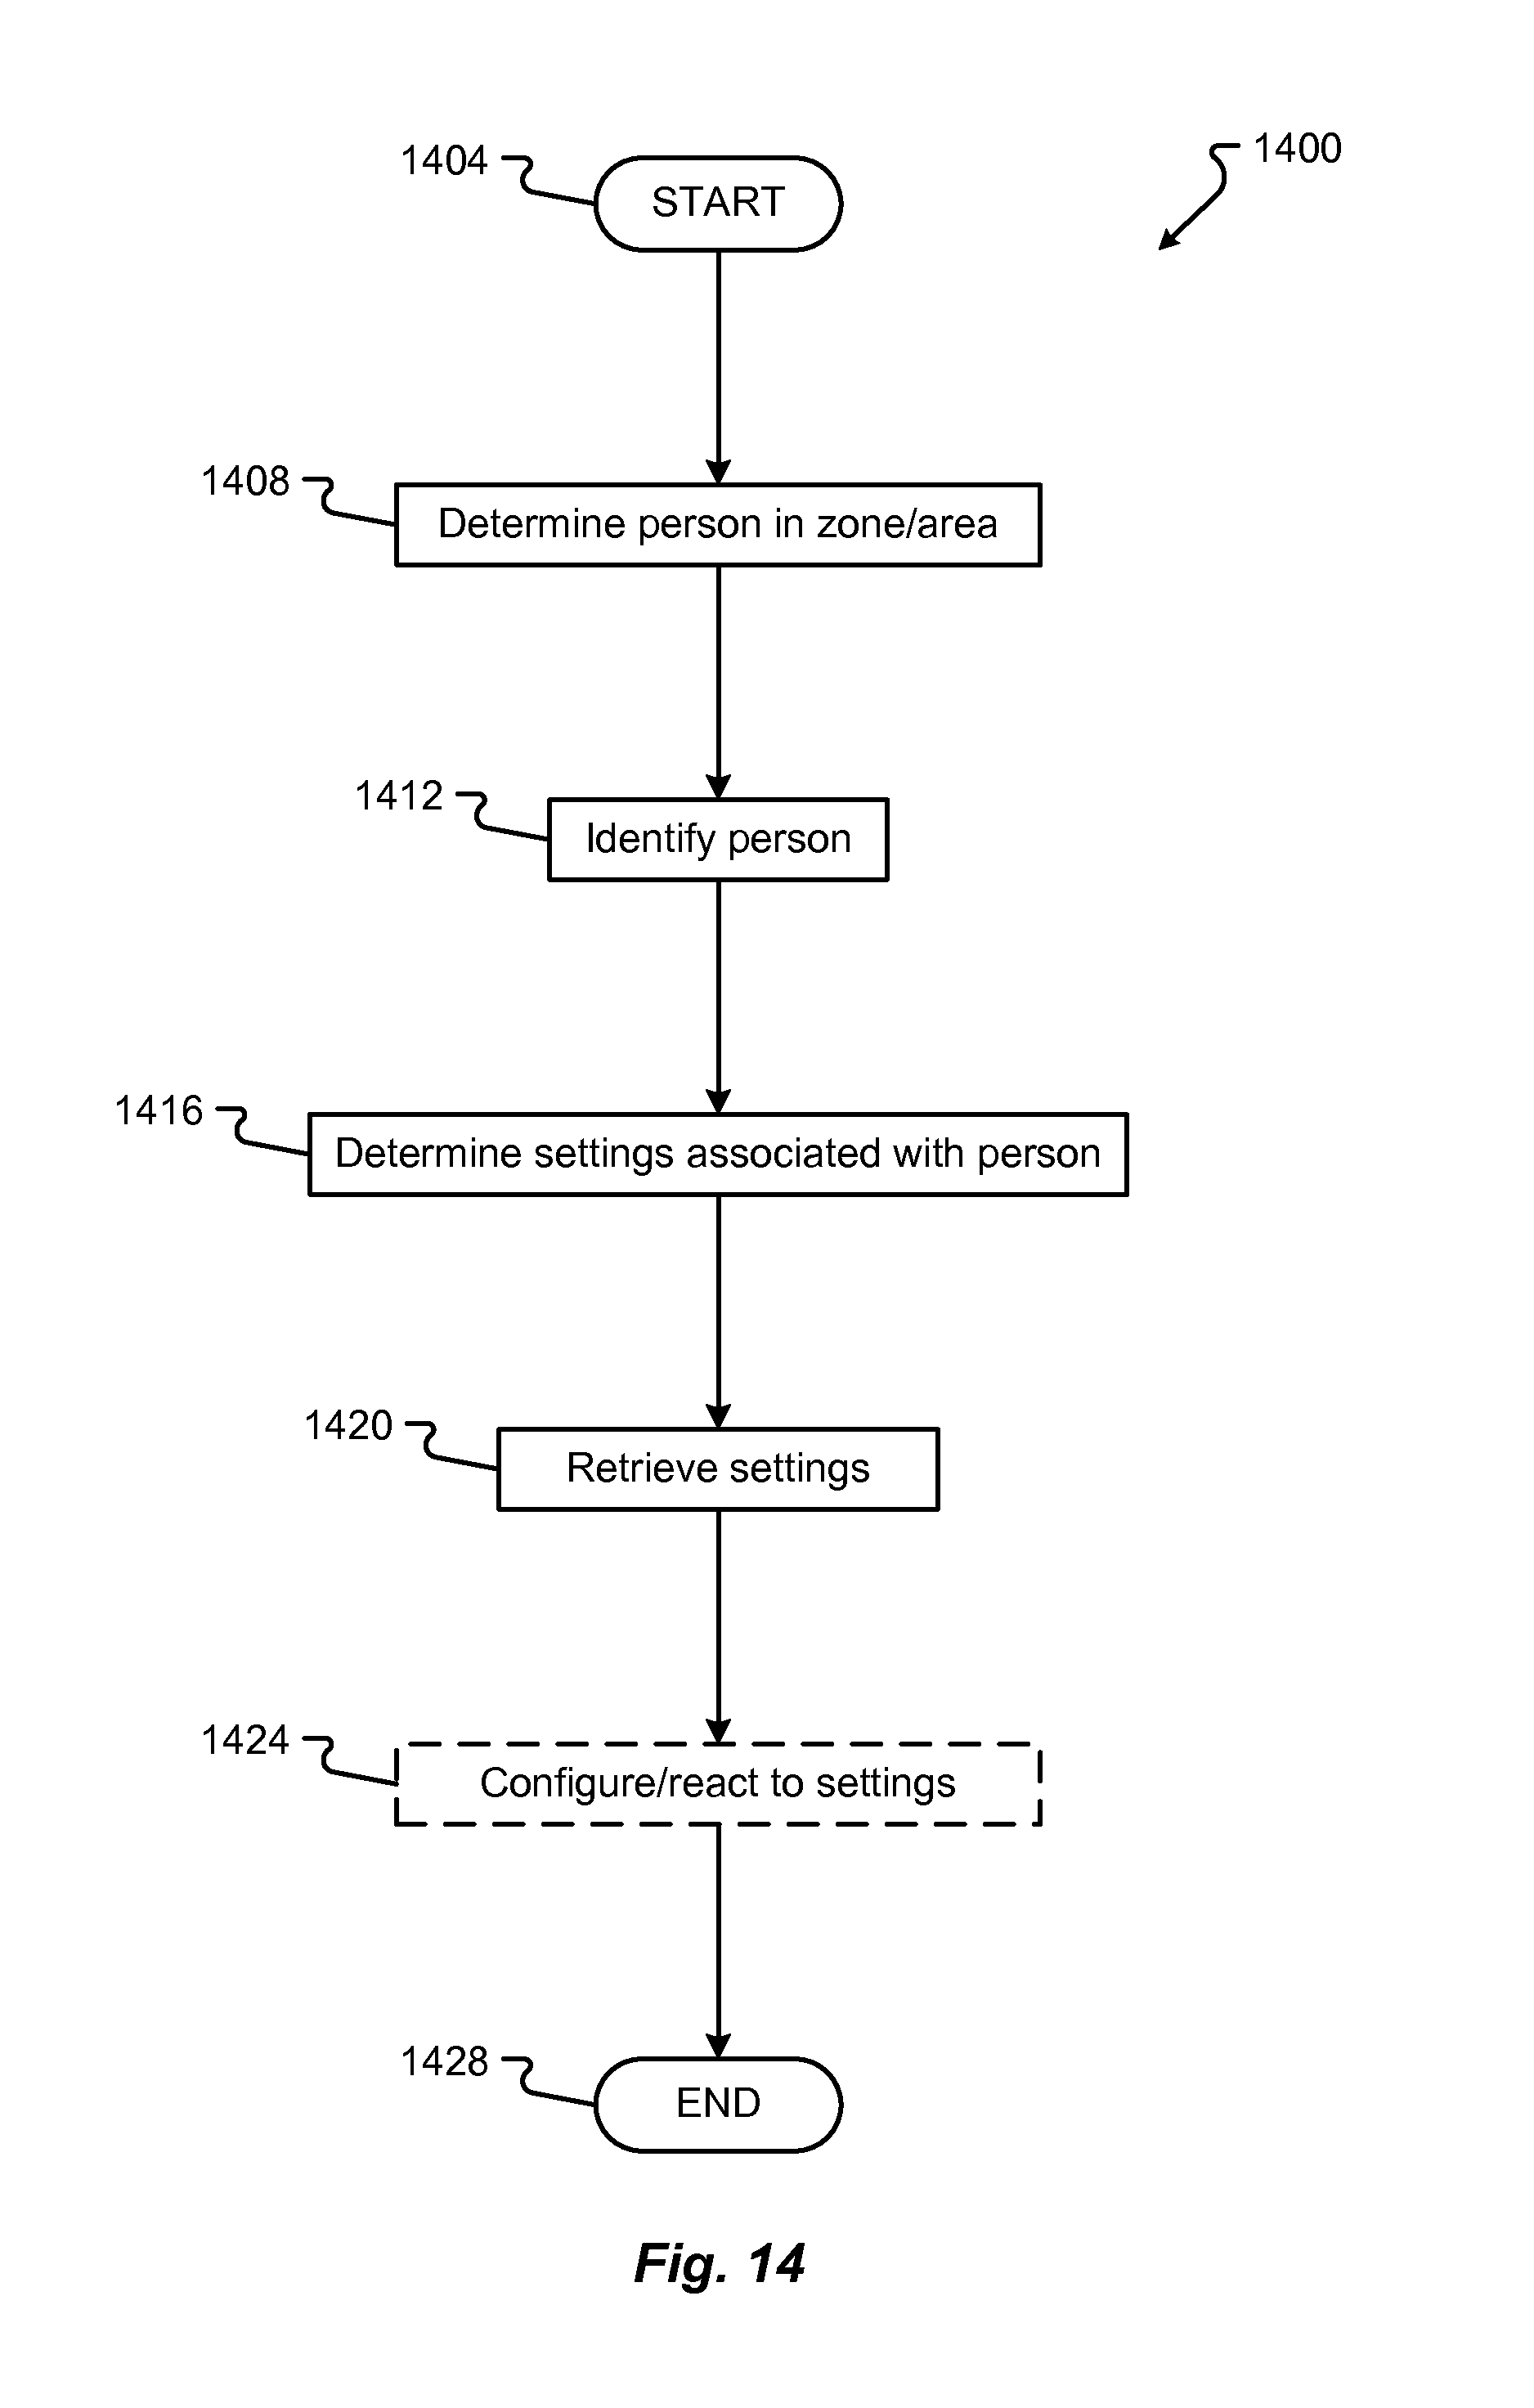 1400
1404
START
1408
Determine person in zone/area
1412
Identify person
1416
Determine settings associated with person
1420
Retrieve settings
1424
Configure/react to settings
1428
END
Fig. 14